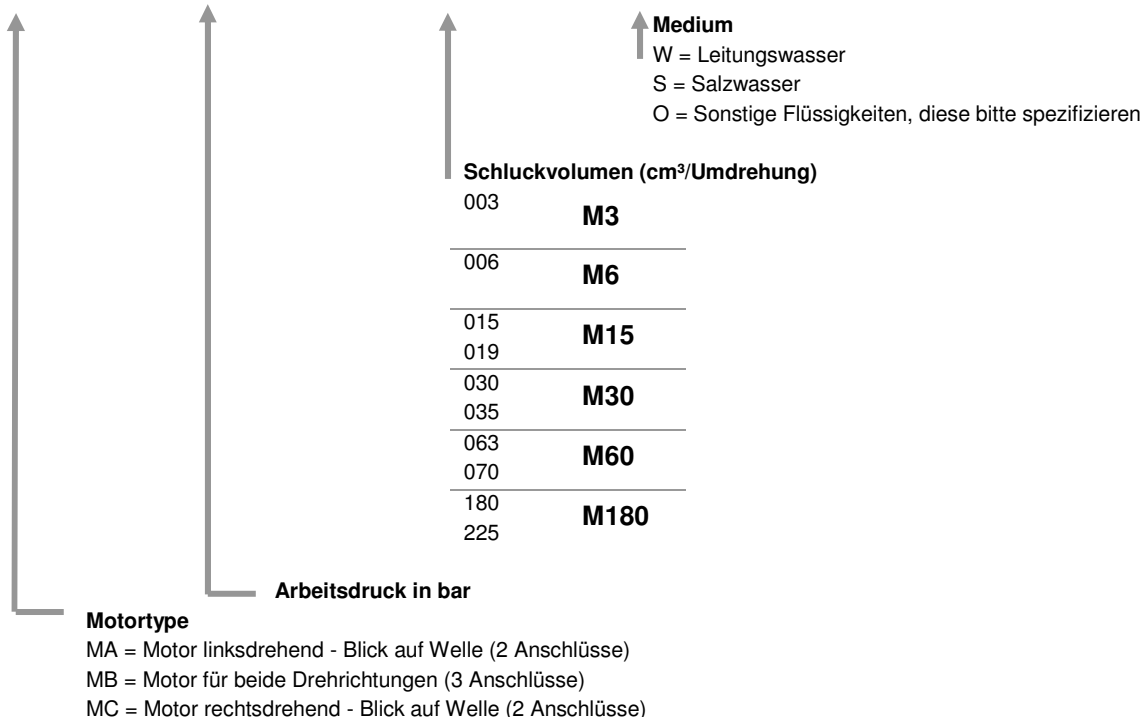 Medium
W = Leitungswasser
S = Salzwasser
O = Sonstige Flüssigkeiten, diese bitte spezifizieren
Schluckvolumen (cm³/Umdrehung)
003 M3
006 M6
015
M15
019
030
M30
035
063
M60
070
180
M180
225
Arbeitsdruck in bar
Motortype
MA = Motor linksdrehend - Blick auf Welle (2 Anschlüsse)
MB = Motor für beide Drehrichtungen (3 Anschlüsse)
MC = Motor rechtsdrehend - Blick auf Welle (2 Anschlüsse)